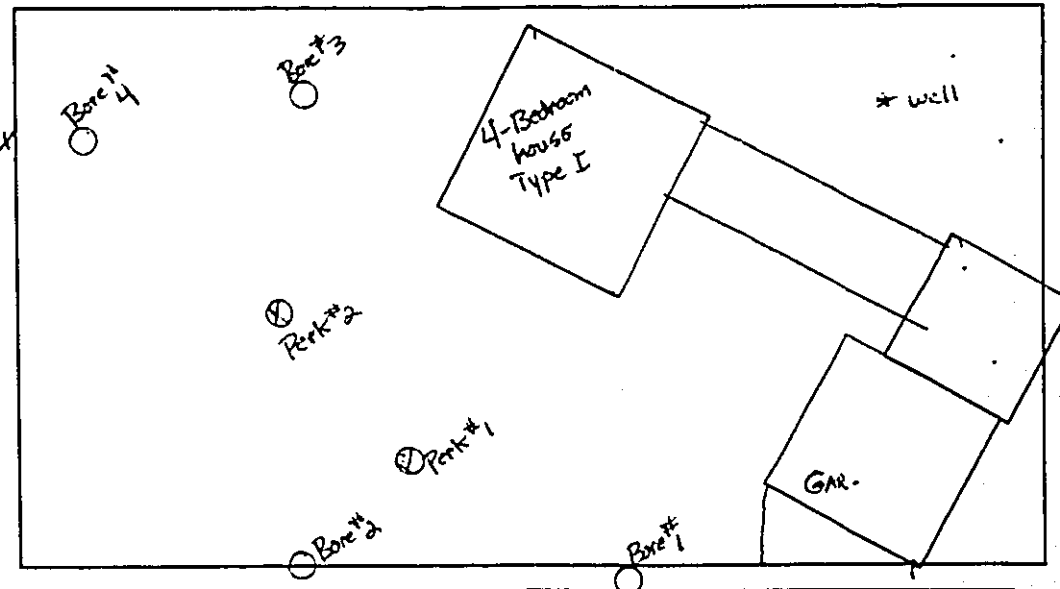 Bore #3
Bore #4
* well
4-Bedroom
house
Type I
Perk #2
Perk #1
GAR.
Bore #2
Bore #1